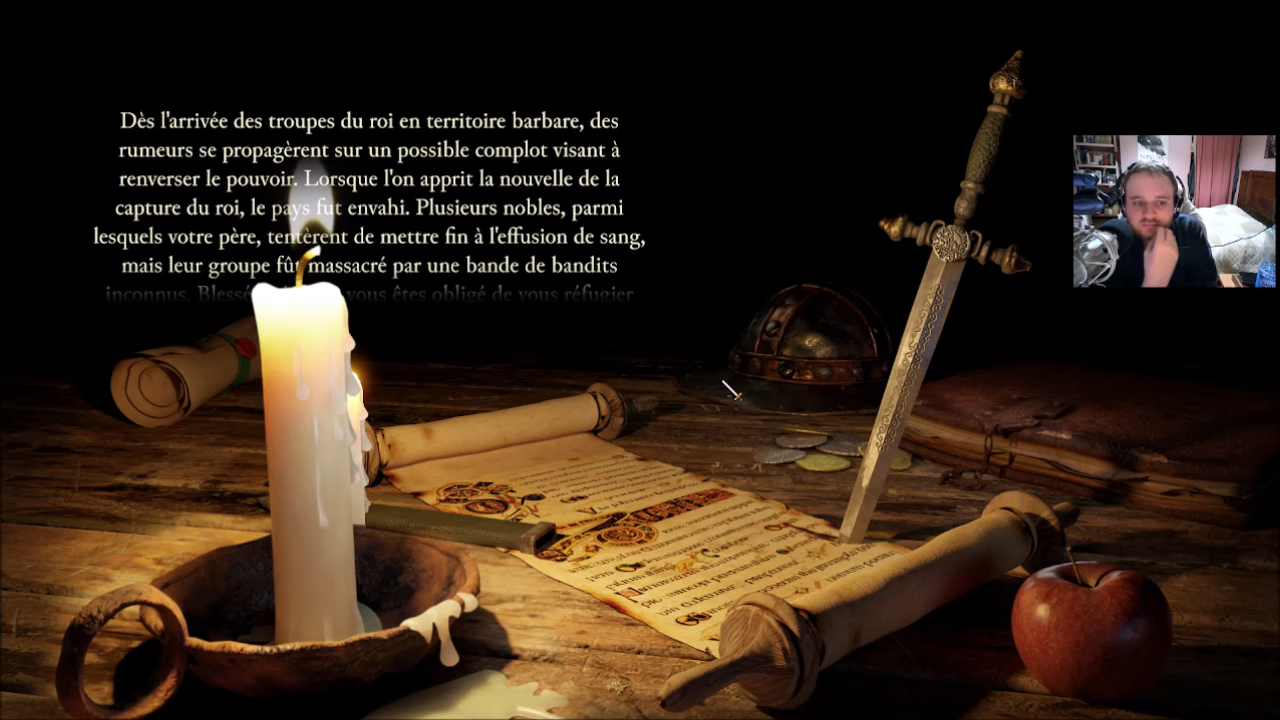 Dès l'arrivée des troupes du roi en territoire barbare, des
rumeurs se propagèrent sur un possible complot visant à
renverser le pouvoir. Lorsque l'on apprit la nouvelle de la
capture du roi, le pays fut envahi. Plusieurs nobles, parmi
lesquels votre père, tentèrent de mettre fin à l'effusion de sang,
mais leur groupe fût massacré par une bande de bandits
inconnus. Blessé vous êtes obligé de vous réfugier